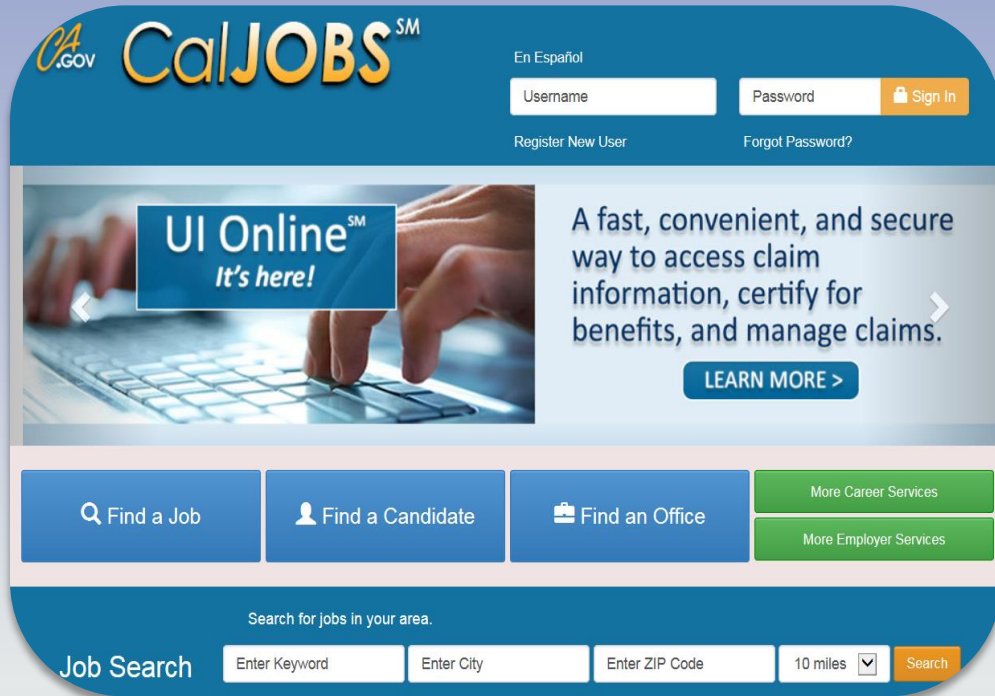 CA.GOV CalJOBS SM
En Español
Username
Password
Sign In
Register New User
Forgot Password?
UI Online SM
It's here!
A fast, convenient, and secure
way to access claim
information, certify for
benefits, and manage claims.
LEARN MORE >
Find a Job
Find a Candidate
Find an Office
More Career Services
More Employer Services
Search for jobs in your area.
Job Search
Enter Keyword
Enter City
Enter ZIP Code
10 miles
Search